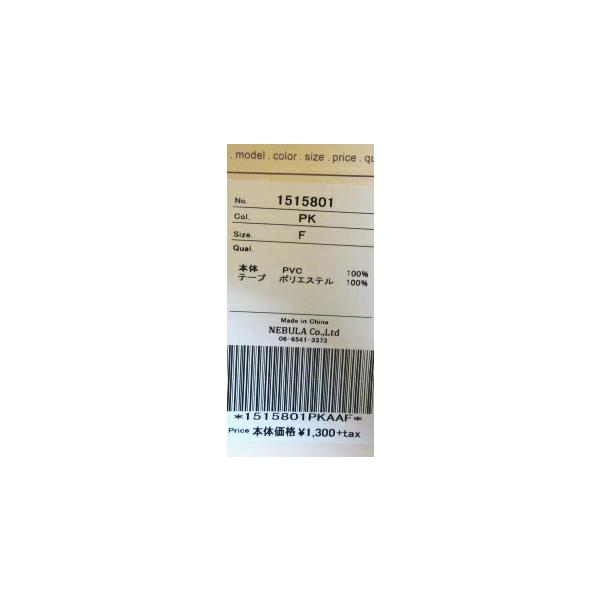 . model . color . size . price . qu
No. 1515801
Col. PK
Size. F
Qual.
本体 PVC 100%
テープ ポリエステル 100%
Made in China
NEBULA Co.,Ltd
06-6541-3373
*1515801PKAAF*
Price 本体価格¥1,300+tax